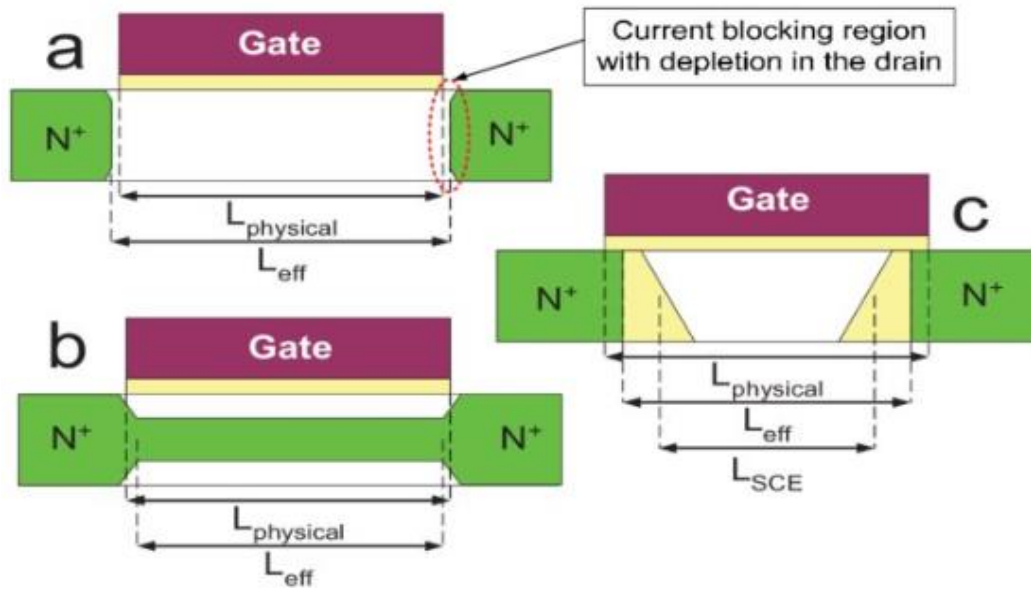 a
Gate
Current blocking region
with depletion in the drain
N+
N+
Lphysical
Leff
b
Gate
N+
N+
Lphysical
Leff
c
Gate
N+
N+
Lphysical
Leff
LSCE